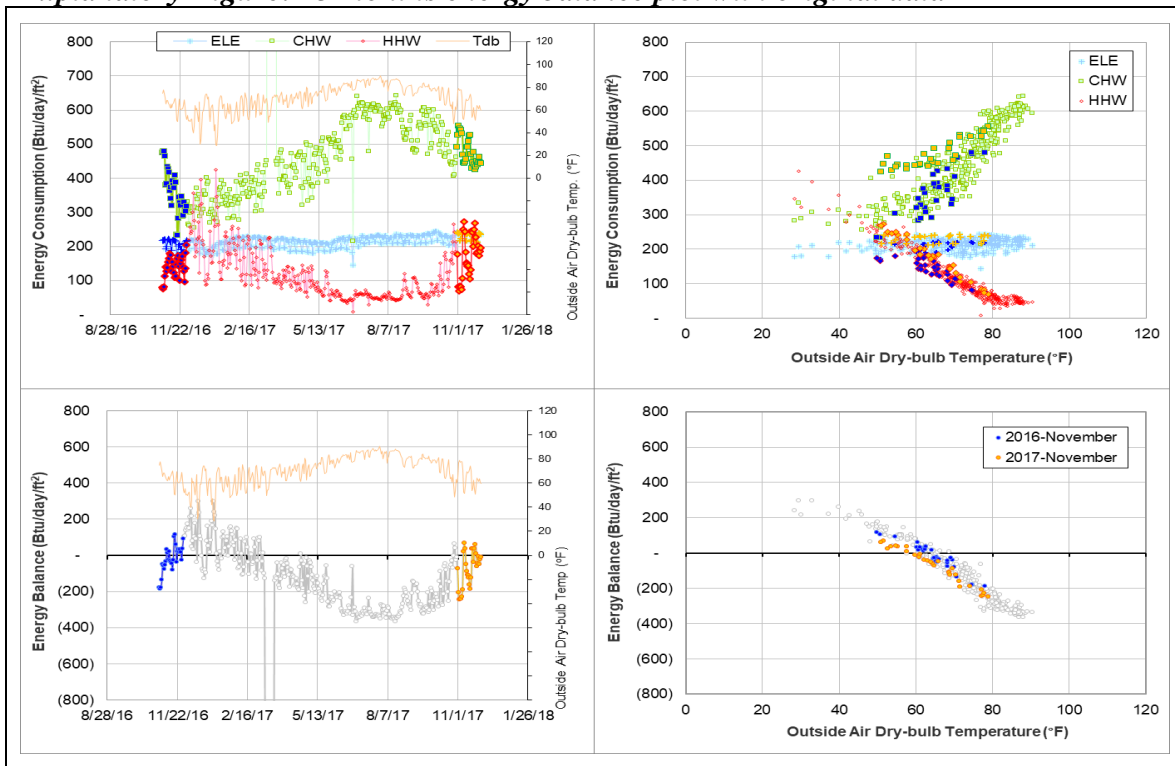 Explanatory Figure: energy balance plot with original data
ELE CHW HHW Tdb
Energy Consumption (Btu/day/ft²)
800
700
600
500
400
300
200
100
-
120
100
80
60
40
20
0
Outside Air Dry-bulb Temp. (°F)
8/28/16 11/22/16 2/16/17 5/13/17 8/7/17 11/1/17 1/26/18
Energy Consumption (Btu/day/ft²)
800
700
600
500
400
300
200
100
-
ELE
CHW
HHW
0 20 40 60 80 100 120
Outside Air Dry-bulb Temperature (°F)
Energy Balance (Btu/day/ft²)
800
600
400
200
-
(200)
(400)
(600)
(800)
120
100
80
60
40
20
0
Outside Air Dry-bulb Temp (°F)
8/28/16 11/22/16 2/16/17 5/13/17 8/7/17 11/1/17 1/26/18
Energy Balance (Btu/day/ft²)
800
600
400
200
-
(200)
(400)
(600)
(800)
2016-November
2017-November
0 20 40 60 80 100 120
Outside Air Dry-bulb Temperature (°F)